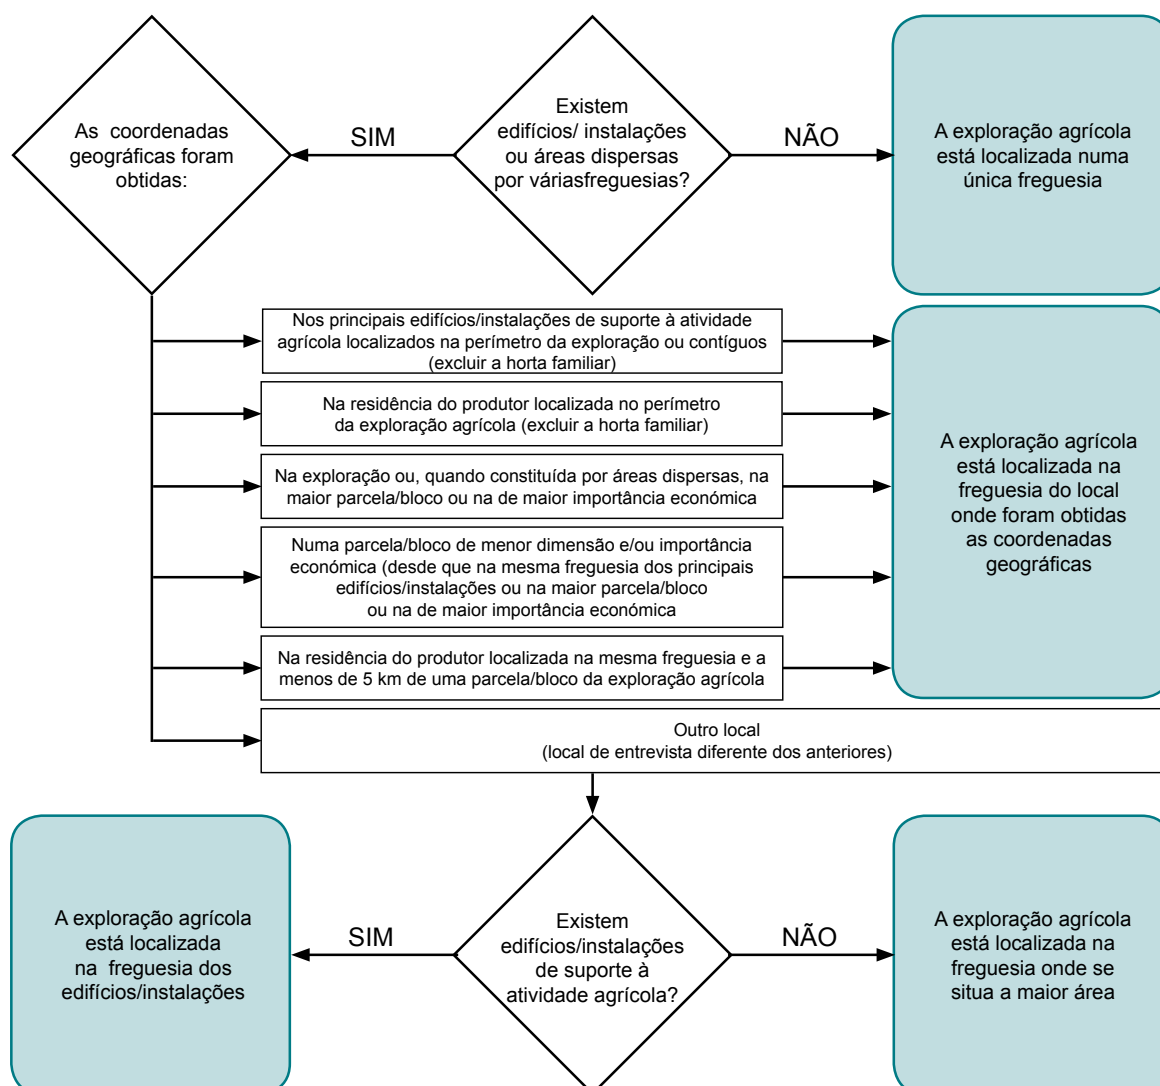 As coordenadas
geográficas foram
obtidas:
SIM
Existem
edifícios/ instalações
ou áreas dispersas
por váriasfreguesias?
NÃO
A exploração agrícola
está localizada numa
única freguesia
Nos principais edifícios/instalações de suporte à atividade
agrícola localizados na perímetro da exploração ou contíguos
(excluir a horta familiar)
Na residência do produtor localizada no perímetro
da exploração agrícola (excluir a horta familiar)
Na exploração ou, quando constituída por áreas dispersas, na
maior parcela/bloco ou na de maior importância económica
Numa parcela/bloco de menor dimensão e/ou importância
económica (desde que na mesma freguesia dos principais
edifícios/instalações ou na maior parcela/bloco
ou na de maior importância económica
Na residência do produtor localizada na mesma freguesia e a
menos de 5 km de uma parcela/bloco da exploração agrícola
A exploração agrícola
está localizada na
freguesia do local
onde foram obtidas
as coordenadas
geográficas
Outro local
(local de entrevista diferente dos anteriores)
A exploração agrícola
está localizada
na freguesia dos
edifícios/instalações
SIM
Existem
edifícios/instalações
de suporte à
atividade agrícola?
NÃO
A exploração agrícola
está localizada na
freguesia onde se
situa a maior área